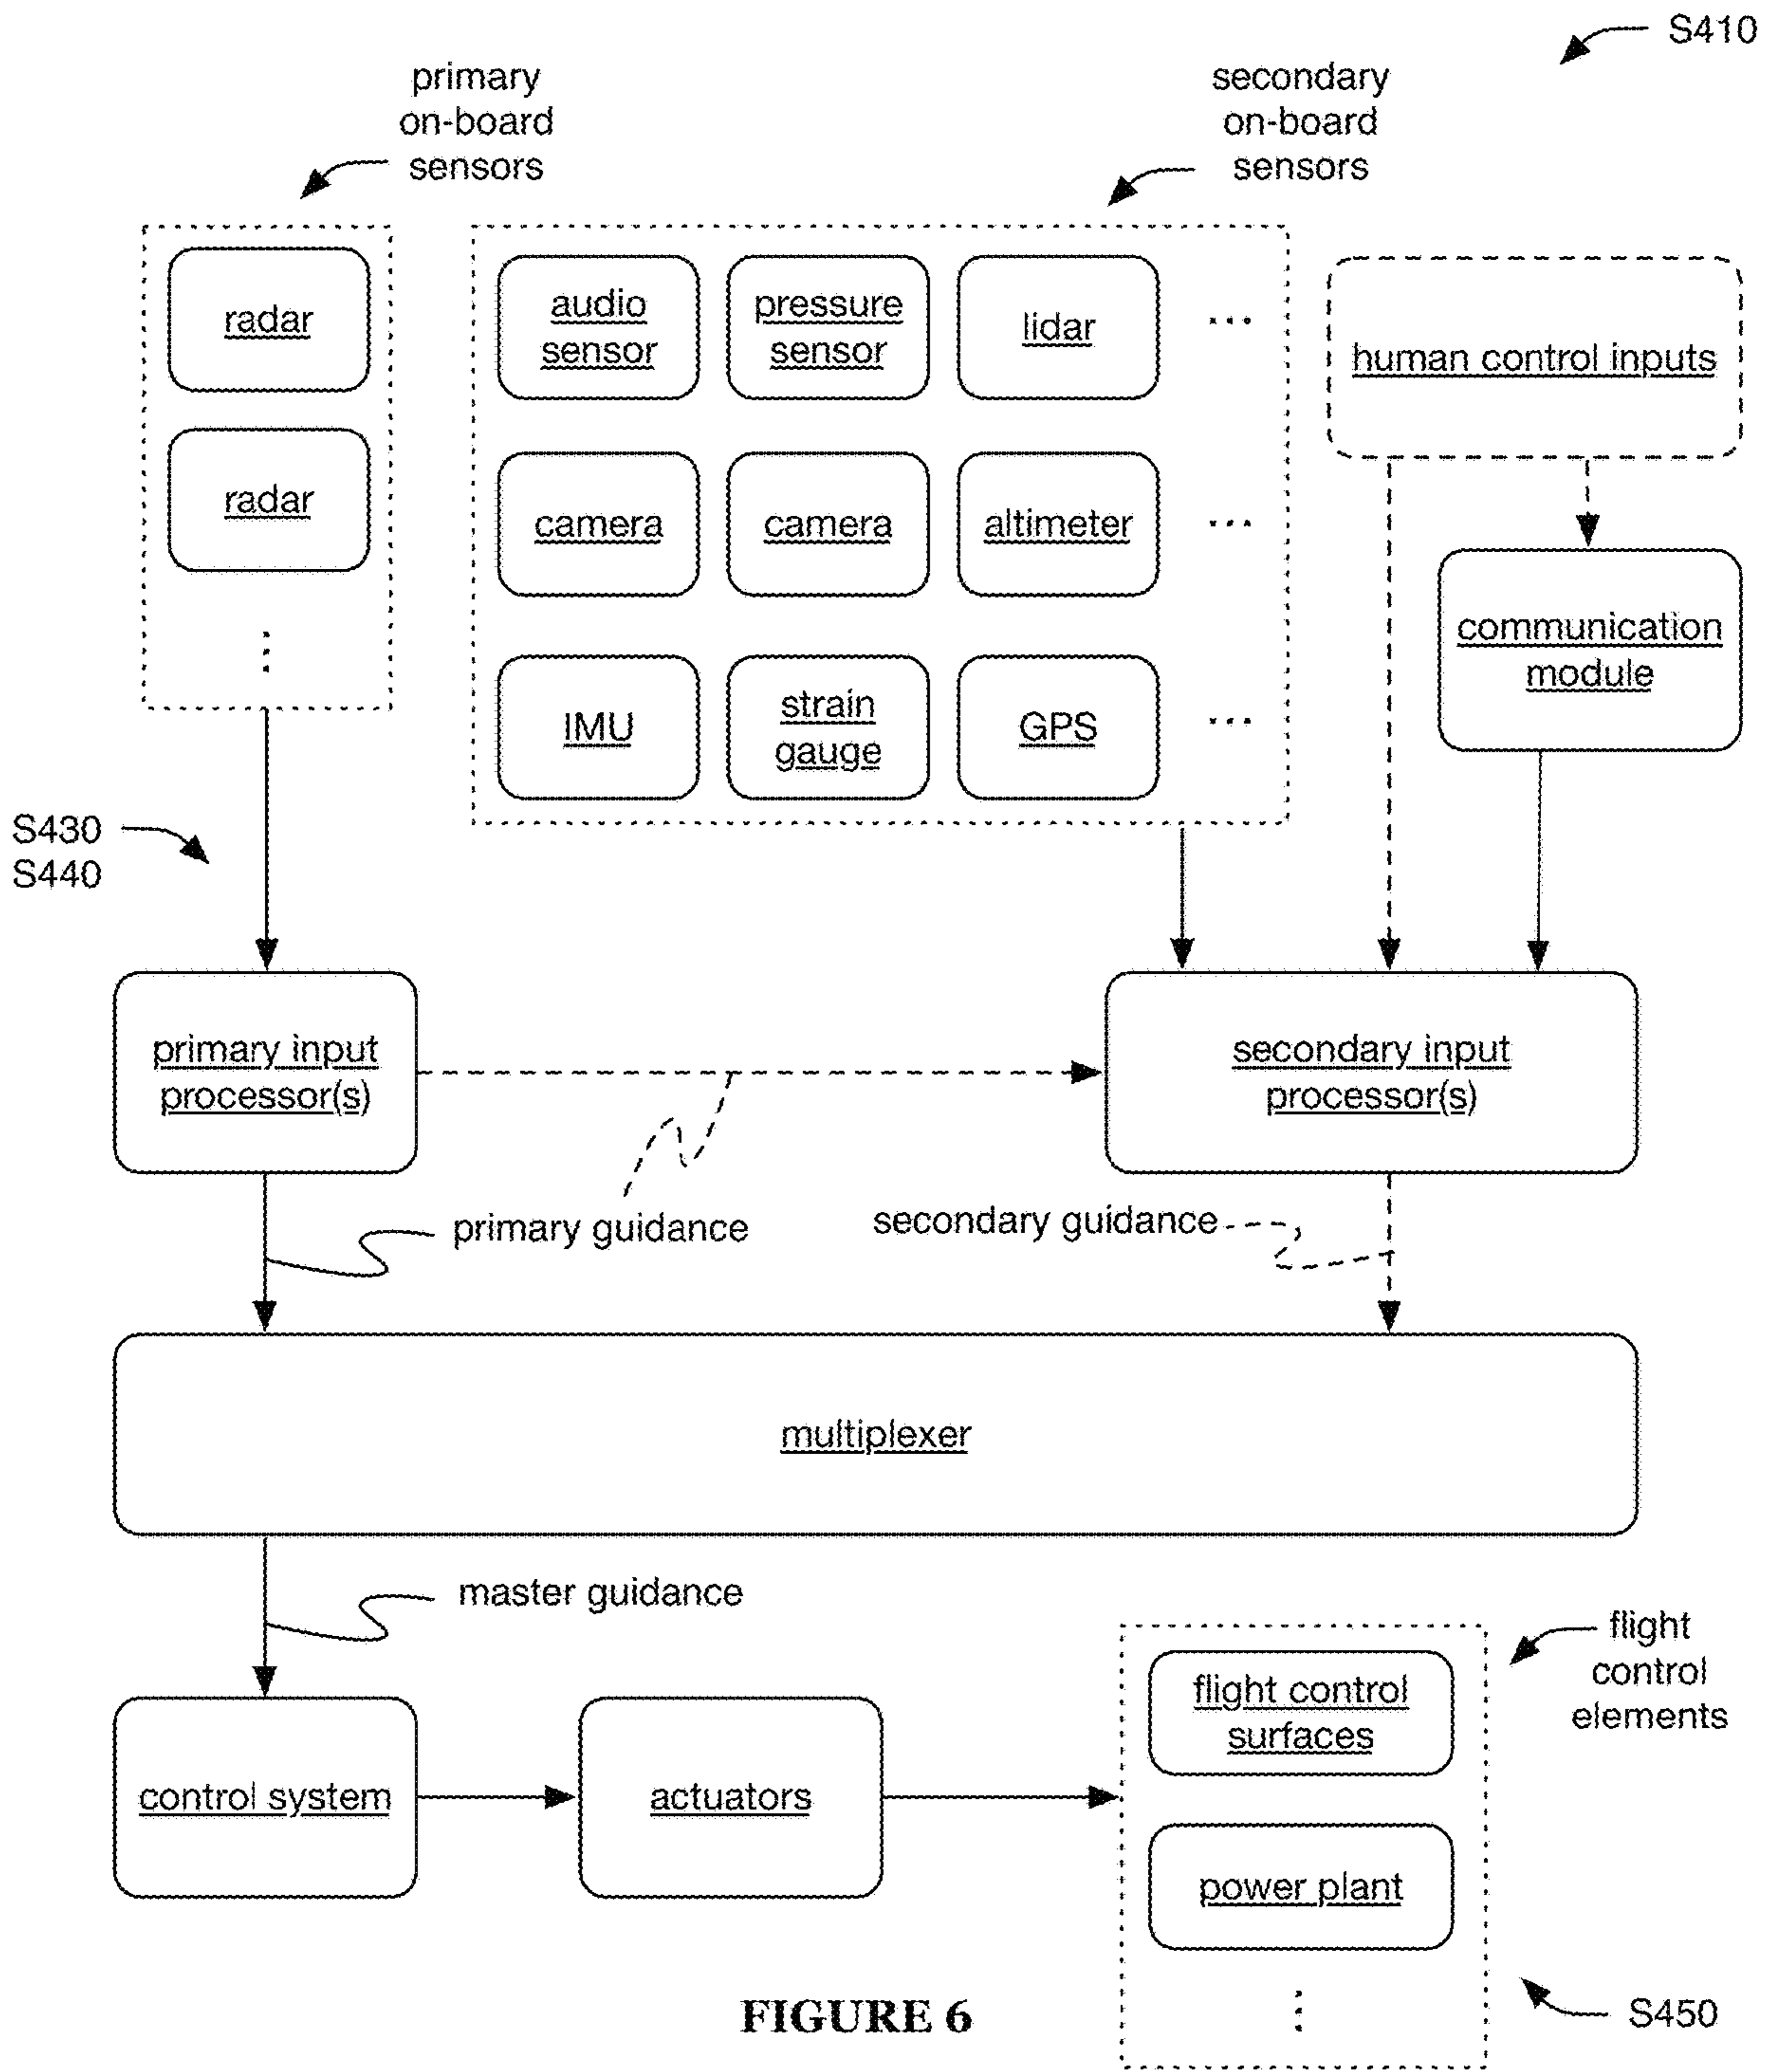 S410
primary
on-board
sensors
secondary
on-board
sensors
radar
radar
⋮
audio
sensor
pressure
sensor
lidar
...
camera
camera
altimeter
...
IMU
strain
gauge
GPS
...
human control inputs
communication
module
S430
S440
primary input
processor(s)
secondary input
processor(s)
primary guidance
secondary guidance
multiplexer
master guidance
control system
actuators
flight control
surfaces
power plant
⋮
flight
control
elements
S450
FIGURE 6